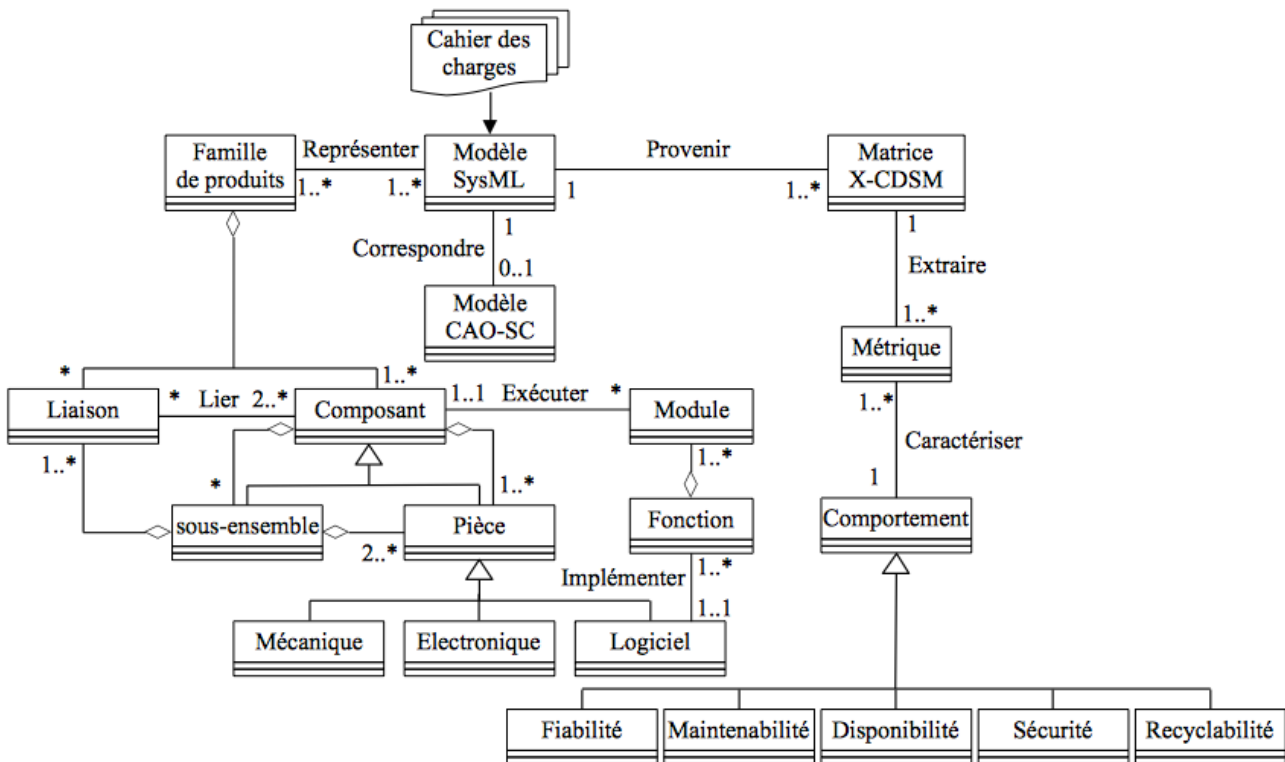 Cahier des
charges
Famille
de produits
Représenter
1..*
1..*
Modèle
SysML
Provenir
1
1..*
Matrice
X-CDSM
1
Correspondre
0..1
Modèle
CAO-SC
1
Extraire
1..*
Métrique
*
1..*
Liaison
* Lier 2..*
Composant
1..1 Exécuter *
Module
1..*
Caractériser
1
1..*
*
1..*
1..*
sous-ensemble
2..*
Pièce
Fonction
Comportement
Implémenter
1..*
1..1
Mécanique
Electronique
Logiciel
Fiabilité
Maintenabilité
Disponibilité
Sécurité
Recyclabilité